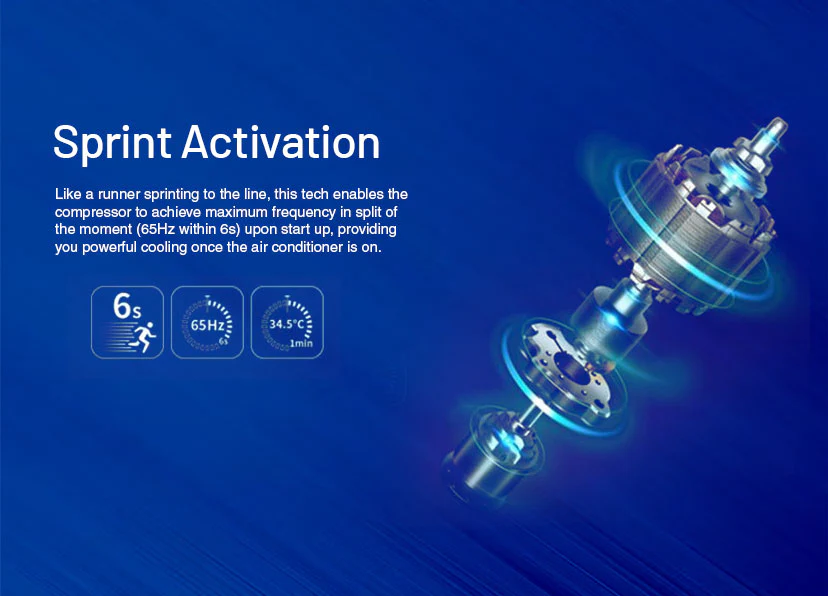 Sprint Activation
Like a runner sprinting to the line, this tech enables the
compressor to achieve maximum frequency in split of
the moment (65Hz within 6s) upon start up, providing
you powerful cooling once the air conditioner is on.
6s
65Hz
6s
34.5°C
1min